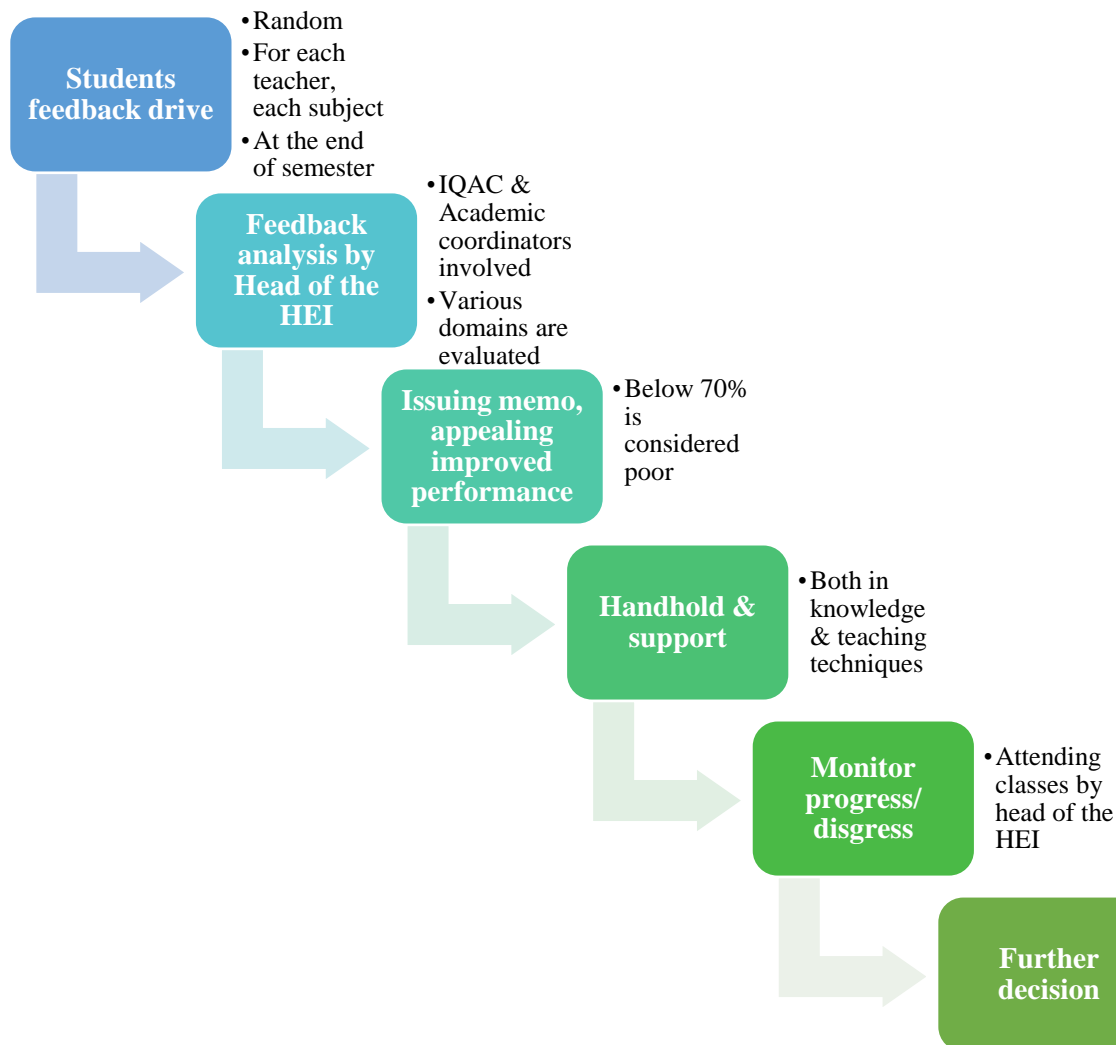 Students
feedback drive
•Random
•For each
teacher,
each subject
•At the end
of semester
Feedback
analysis by
Head of the
HEI
•IQAC &
Academic
coordinators
involved
•Various
domains are
evaluated
Issuing memo,
appealing
improved
performance
•Below 70%
is
considered
poor
Handhold &
support
•Both in
knowledge
& teaching
techniques
Monitor
progress/
disgress
•Attending
classes by
head of the
HEI
Further
decision